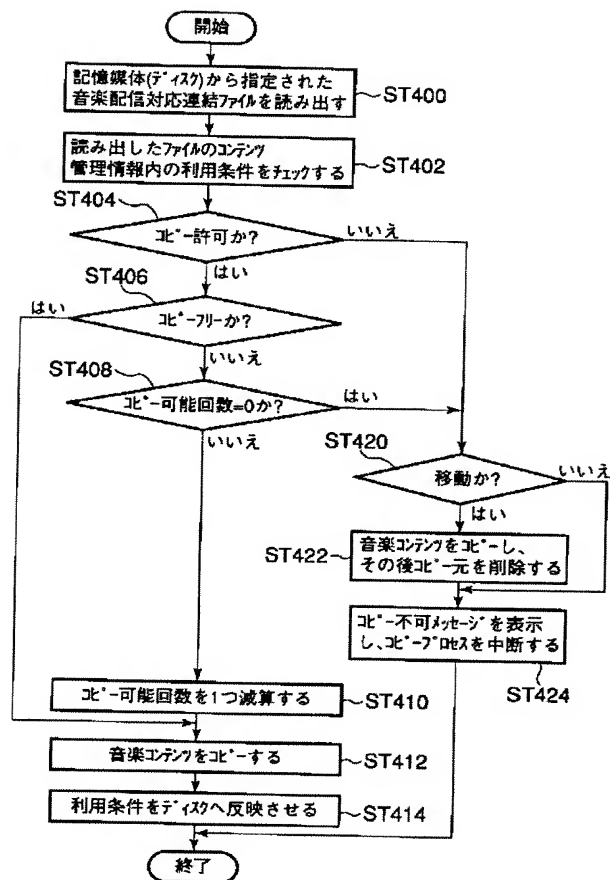 開始
記憶媒体(ディスク)から指定された
音楽配信対応連結ファイルを読み出す
ST400
読み出したファイルのコンテンツ
管理情報内の利用条件をチェックする
ST402
ST404
コピー許可か?
いいえ
はい
ST406
はい
コピーフリーか?
いいえ
ST408
コピー可能回数=0か?
はい
いいえ
ST420
移動か?
いいえ
はい
ST422
音楽コンテンツをコピーし、
その後コピー元を削除する
コピー不可メッセージを表示
し、コピープロセスを中断する
ST424
コピー可能回数を1つ減算する
ST410
音楽コンテンツをコピーする
ST412
利用条件をディスクへ反映させる
ST414
終了